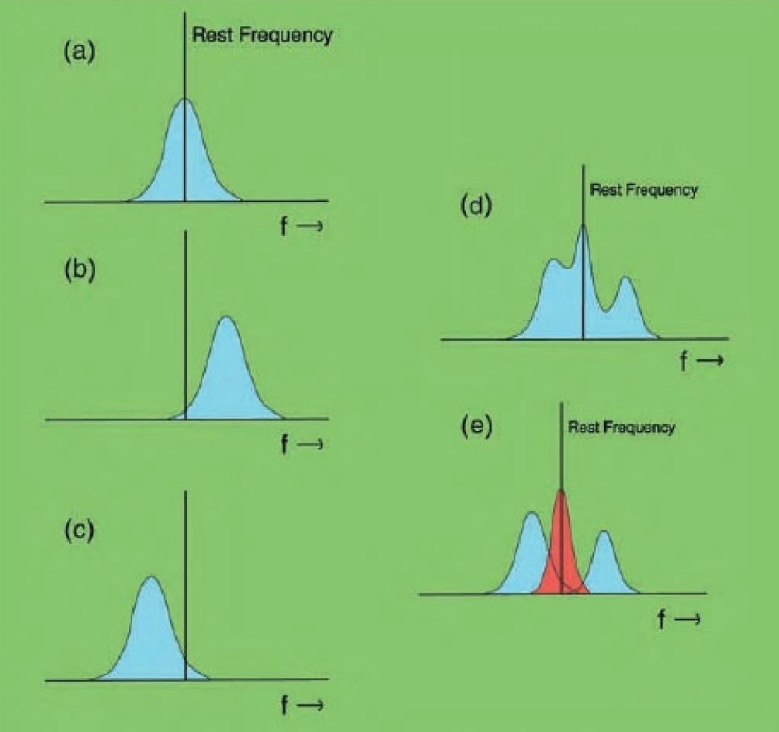 (a)
Rest Frequency
f →
(b)
f →
(c)
f →
(d)
Rest Frequency
f →
(e)
Rest Frequency
f →